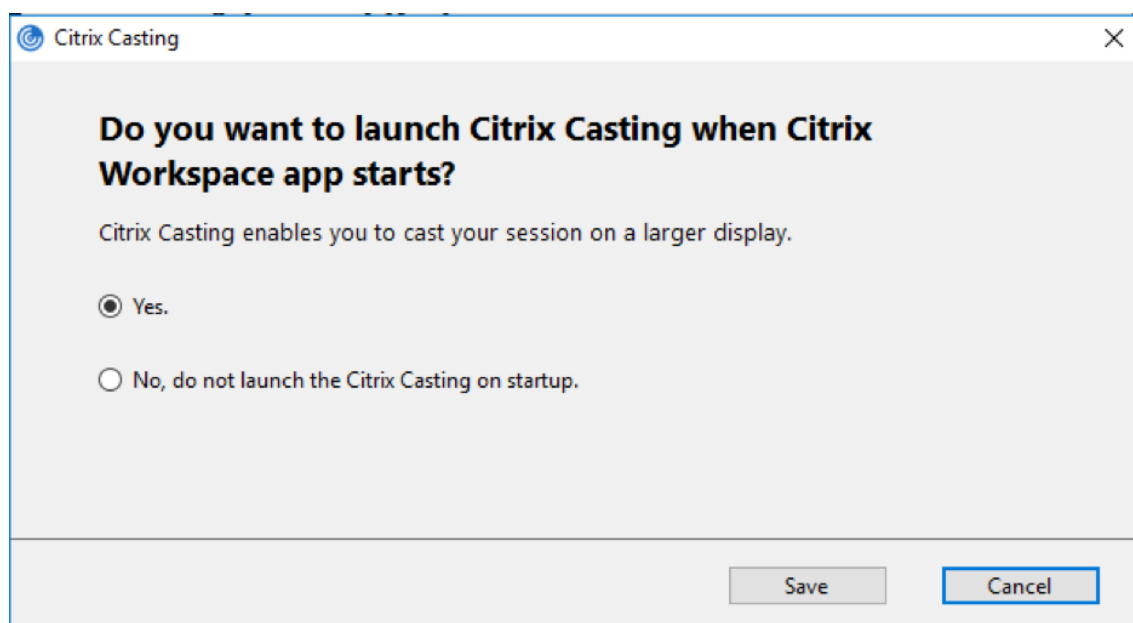 Citrix Casting
Do you want to launch Citrix Casting when Citrix
Workspace app starts?
Citrix Casting enables you to cast your session on a larger display.
Yes.
No, do not launch the Citrix Casting on startup.
Save
Cancel